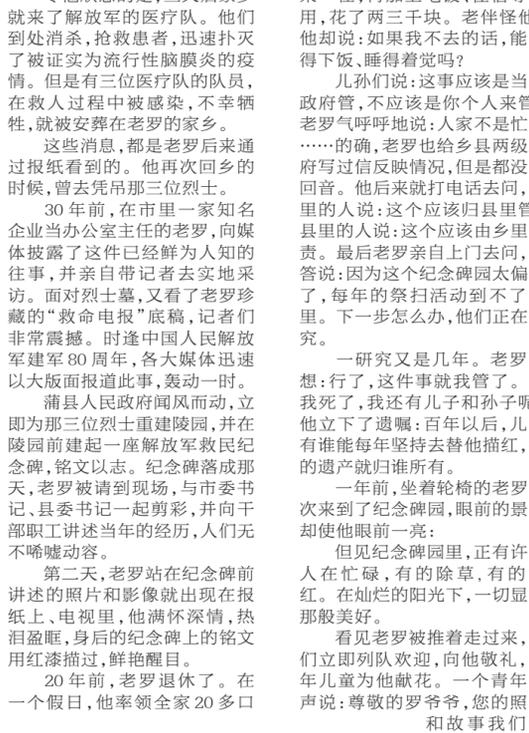 就来了解放军的医疗队。他们
到处消杀，抢救患者，迅速扑灭
了被证实为流行性脑膜炎的疫
情。但是有三位医疗队的队员，
在救人过程中被感染，不幸牺
牲，就被安葬在老罗的家乡。
这些消息，都是老罗后来通
过报纸看到的。他再次回乡的
时候，曾去凭吊那三位烈士。
30年前，在市里一家知名
企业当办公室主任的老罗，向媒
体披露了这件已经鲜为人知的
往事，并亲自带记者去实地采
访。面对烈士墓，又看了老罗珍
藏的“救命电报”底稿，记者们
非常震撼。时逢中国人民解放
军建军80周年，各大媒体迅速
以大版面报道此事，轰动一时。
蒲县人民政府闻风而动，立
即为那三位烈士重建陵园，并在
陵园前建起一座解放军救民纪
念碑，铭文以志。纪念碑落成那
天，老罗被请到现场，与市委书
记、县委书记一起剪彩，并向干
部职工讲述当年的经历，人们无
不唏嘘动容。
第二天，老罗站在纪念碑前
讲述的照片和影像就出现在报
纸上、电视里，他满怀深情，热
泪盈眶，身后的纪念碑上的铭文
用红漆描过，鲜艳醒目。
20年前，老罗退休了。在
一个假日，他率领全家20多口
用，花了两三千块。老伴怪他
他却说：如果我不去的话，能
得下饭、睡得着觉吗？
儿孙们说：这事应该是当
政府管，不应该是你个人来管
老罗气呼呼地说：人家不是忙
……的确，老罗也给乡县两级
府写过信反映情况，但是都没
回音。他后来就打电话去问，
里的人说：这个应该归县里管
县里的人说：这个应该由乡里
责。最后老罗亲自上门去问，
答说：因为这个纪念碑园太偏
了，每年的祭扫活动到不了
里。下一步怎么办，他们正在
究。
一研究又是几年。老罗
想：行了，这件事就我管了。
我死了，我还有儿子和孙子呢
他立下了遗嘱：百年以后，儿
有谁能每年坚持去替他描红，
的遗产就归谁所有。
一年前，坐着轮椅的老罗
次来到了纪念碑园，眼前的景
却使他眼前一亮：
但见纪念碑园里，正有许
人在忙碌，有的除草，有的
红。在灿烂的阳光下，一切显
那般美好。
看见老罗被推着走过来，
们立即列队欢迎，向他敬礼，
年儿童为他献花。一个青年
声说：尊敬的罗爷爷，您的照
和故事我们